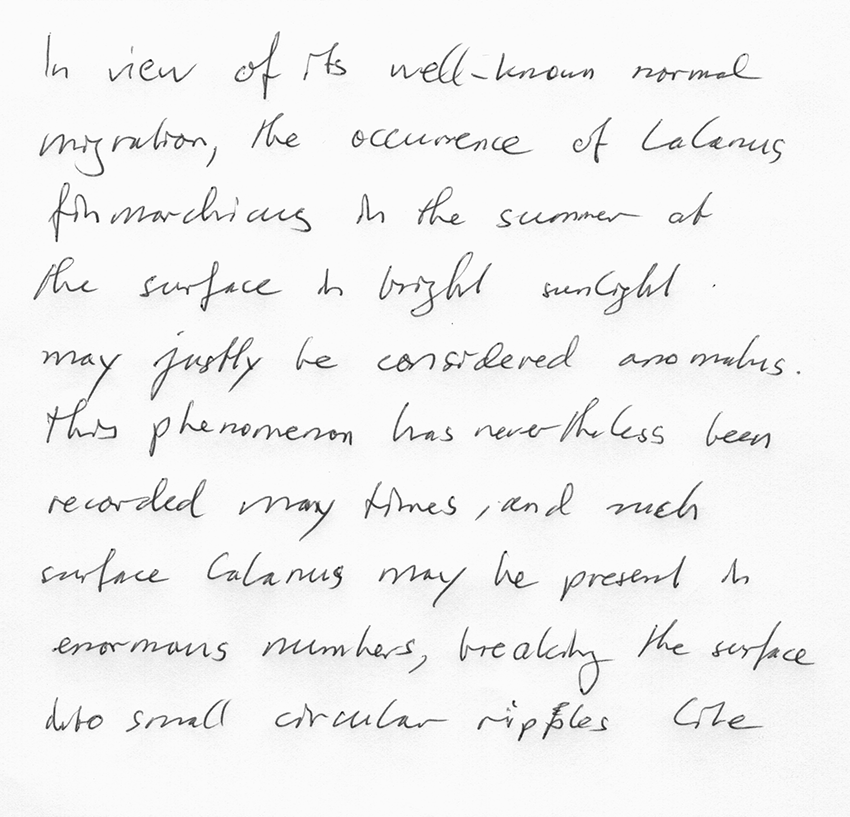 In view of its well-known normal
migration, the occurrence of Calanus
finmarchicus in the summer at
the surface in bright sunlight
may justly be considered anomalus.
This phenomenon has nevertheless been
recorded many times, and such
surface Calanus may be present in
enormous numbers, breaking the surface
into small circular ripples like